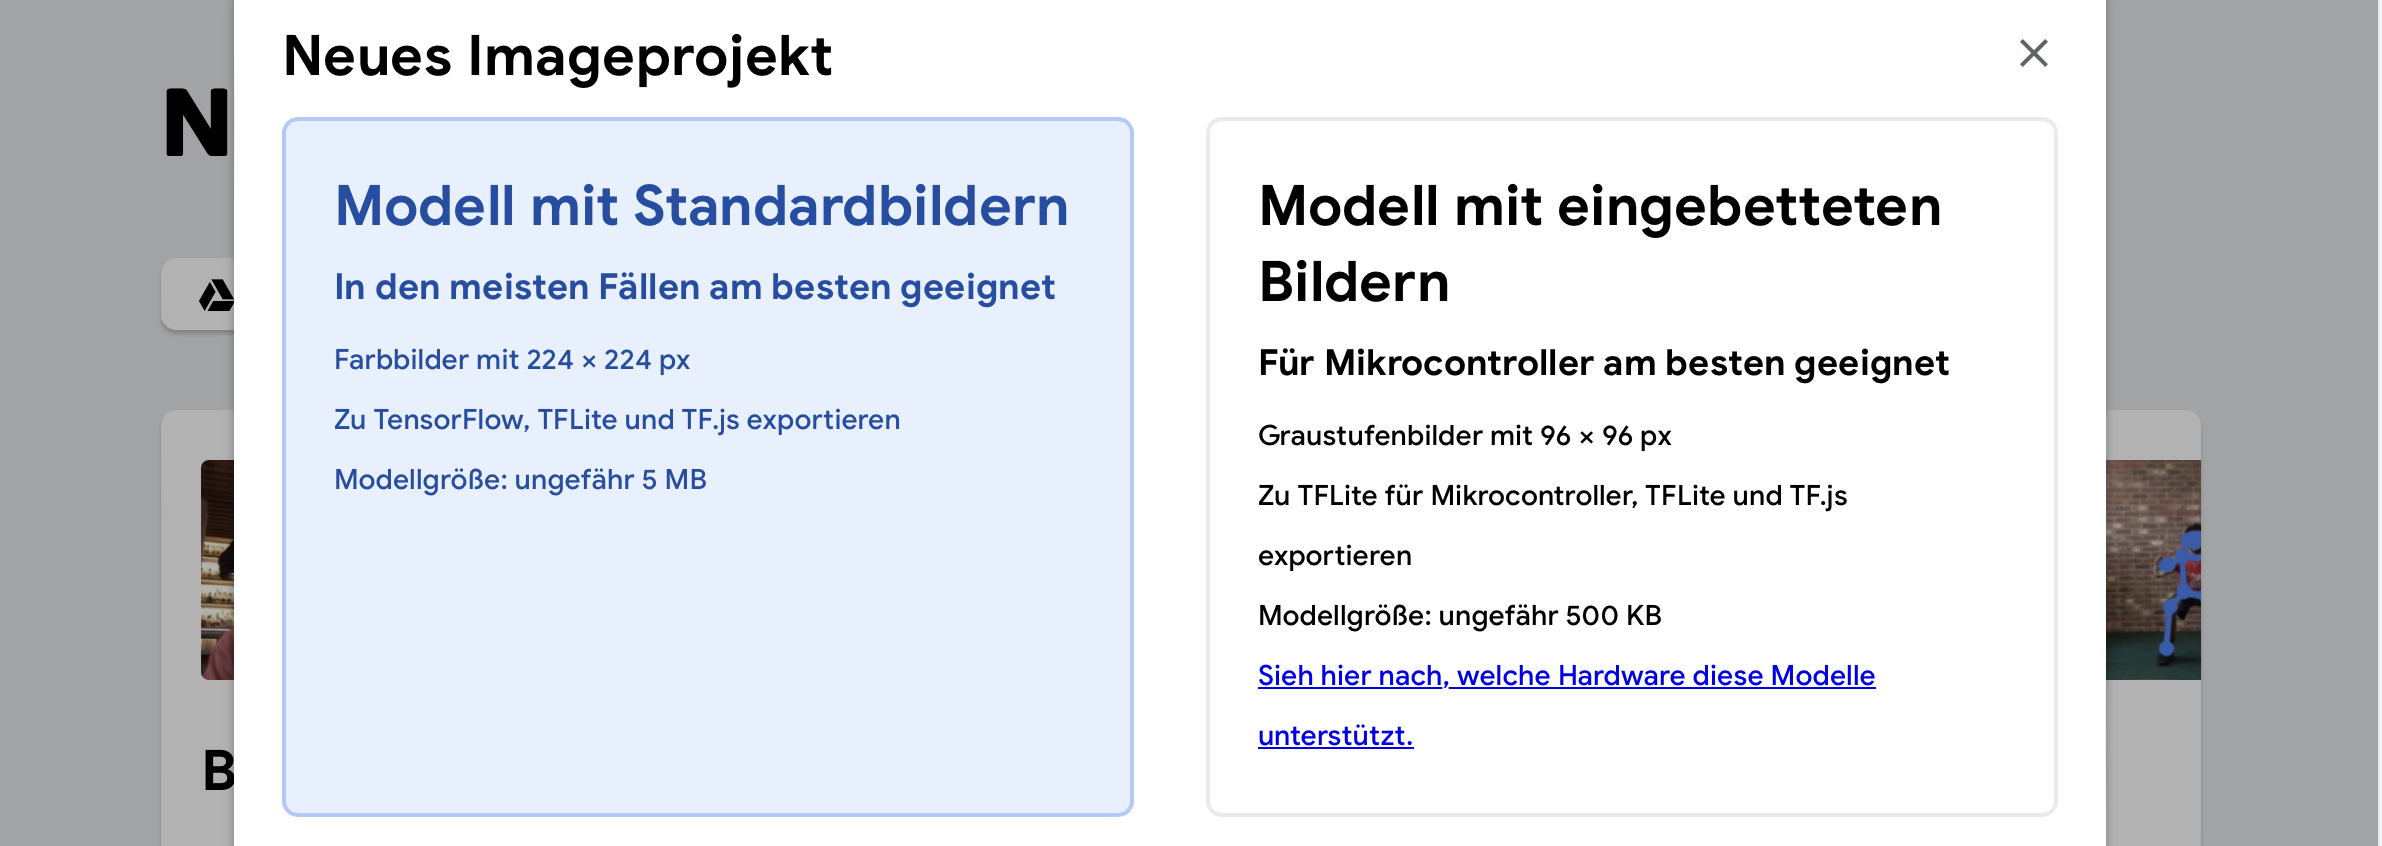 Neues Imageprojekt
N
Modell mit Standardbildern
In den meisten Fällen am besten geeignet
Farbbilder mit 224 × 224 px
Zu TensorFlow, TFLite und TF.js exportieren
Modellgröße: ungefähr 5 MB
Modell mit eingebetteten
Bildern
Für Mikrocontroller am besten geeignet
Graustufenbilder mit 96 × 96 px
Zu TFLite für Mikrocontroller, TFLite und TF.js
exportieren
Modellgröße: ungefähr 500 KB
Sieh hier nach, welche Hardware diese Modelle
unterstützt.
B